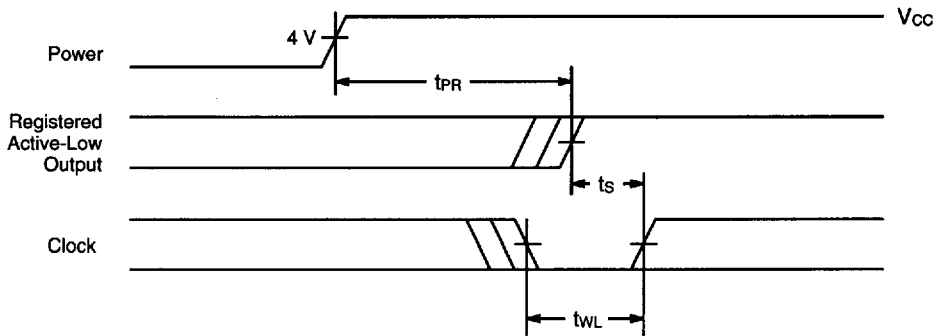 VCC
4 V
Power
tPR
Registered
Active-Low
Output
tS
Clock
tWL